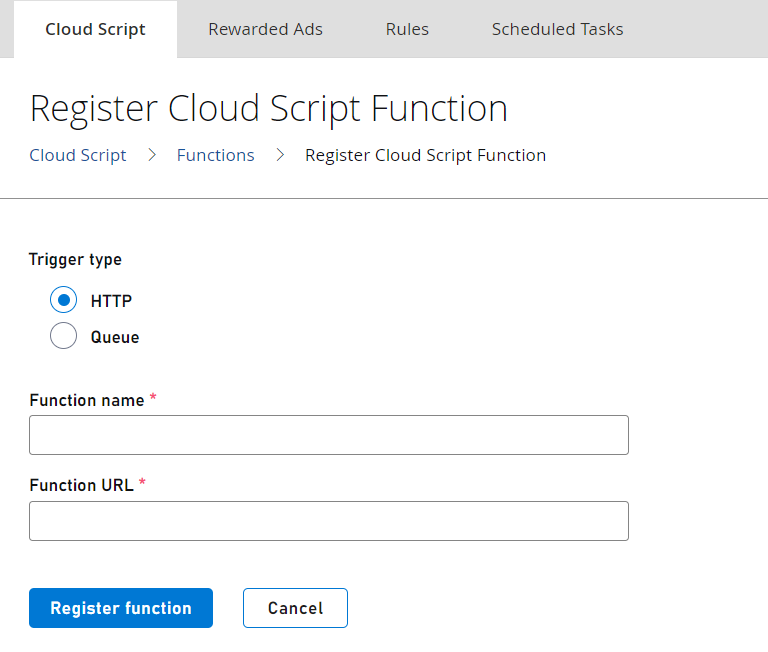 Cloud Script Rewarded Ads Rules Scheduled Tasks
Register Cloud Script Function
Cloud Script > Functions > Register Cloud Script Function
Trigger type
HTTP
Queue
Function name *
Function URL *
Register function Cancel